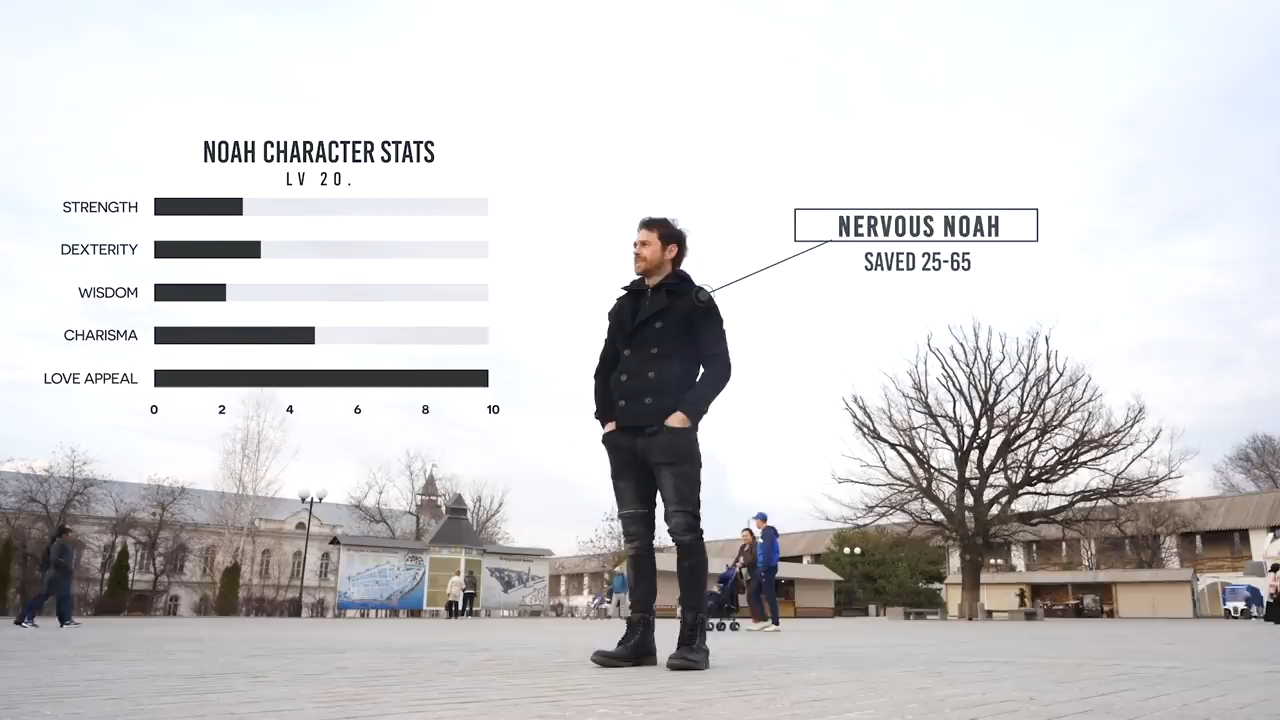 NOAH CHARACTER STATS
LV 20.
STRENGTH
DEXTERITY
WISDOM
CHARISMA
LOVE APPEAL
0 2 4 6 8 10
NERVOUS NOAH
SAVED 25-65